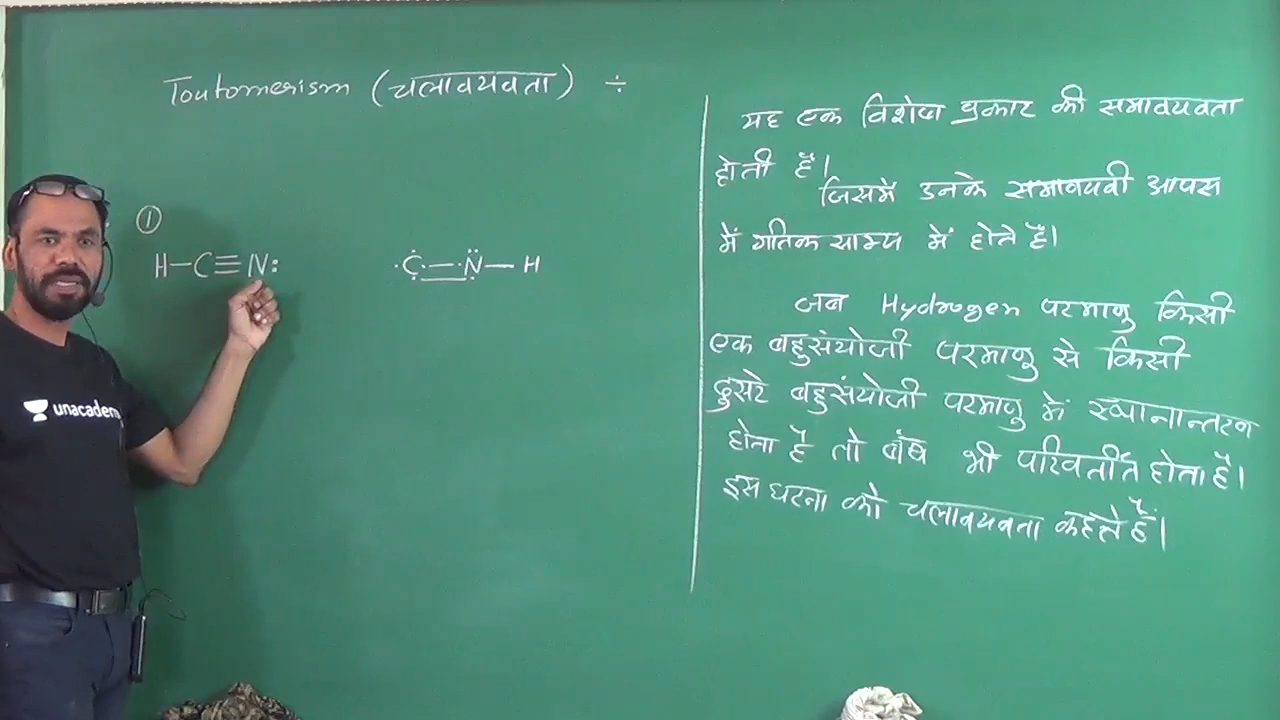 Toutomerism (चलावयवता) ÷
①
H–C≡N:
·Ċ̣=N̈–H
यह एक विशेष प्रकार की समावयवता
होती है।
जिसमें उनके समावयवी आपस
में गतिक साम्य में होते हैं।
जब Hydrogen परमाणु किसी
एक बहुसंयोजी परमाणु से किसी
दुसरे बहुसंयोजी परमाणु में स्थानान्तरण
होता है तो बंध भी परिवर्तीत होता है।
इस घटना को चलावयवता कहते हैं।
unacademy